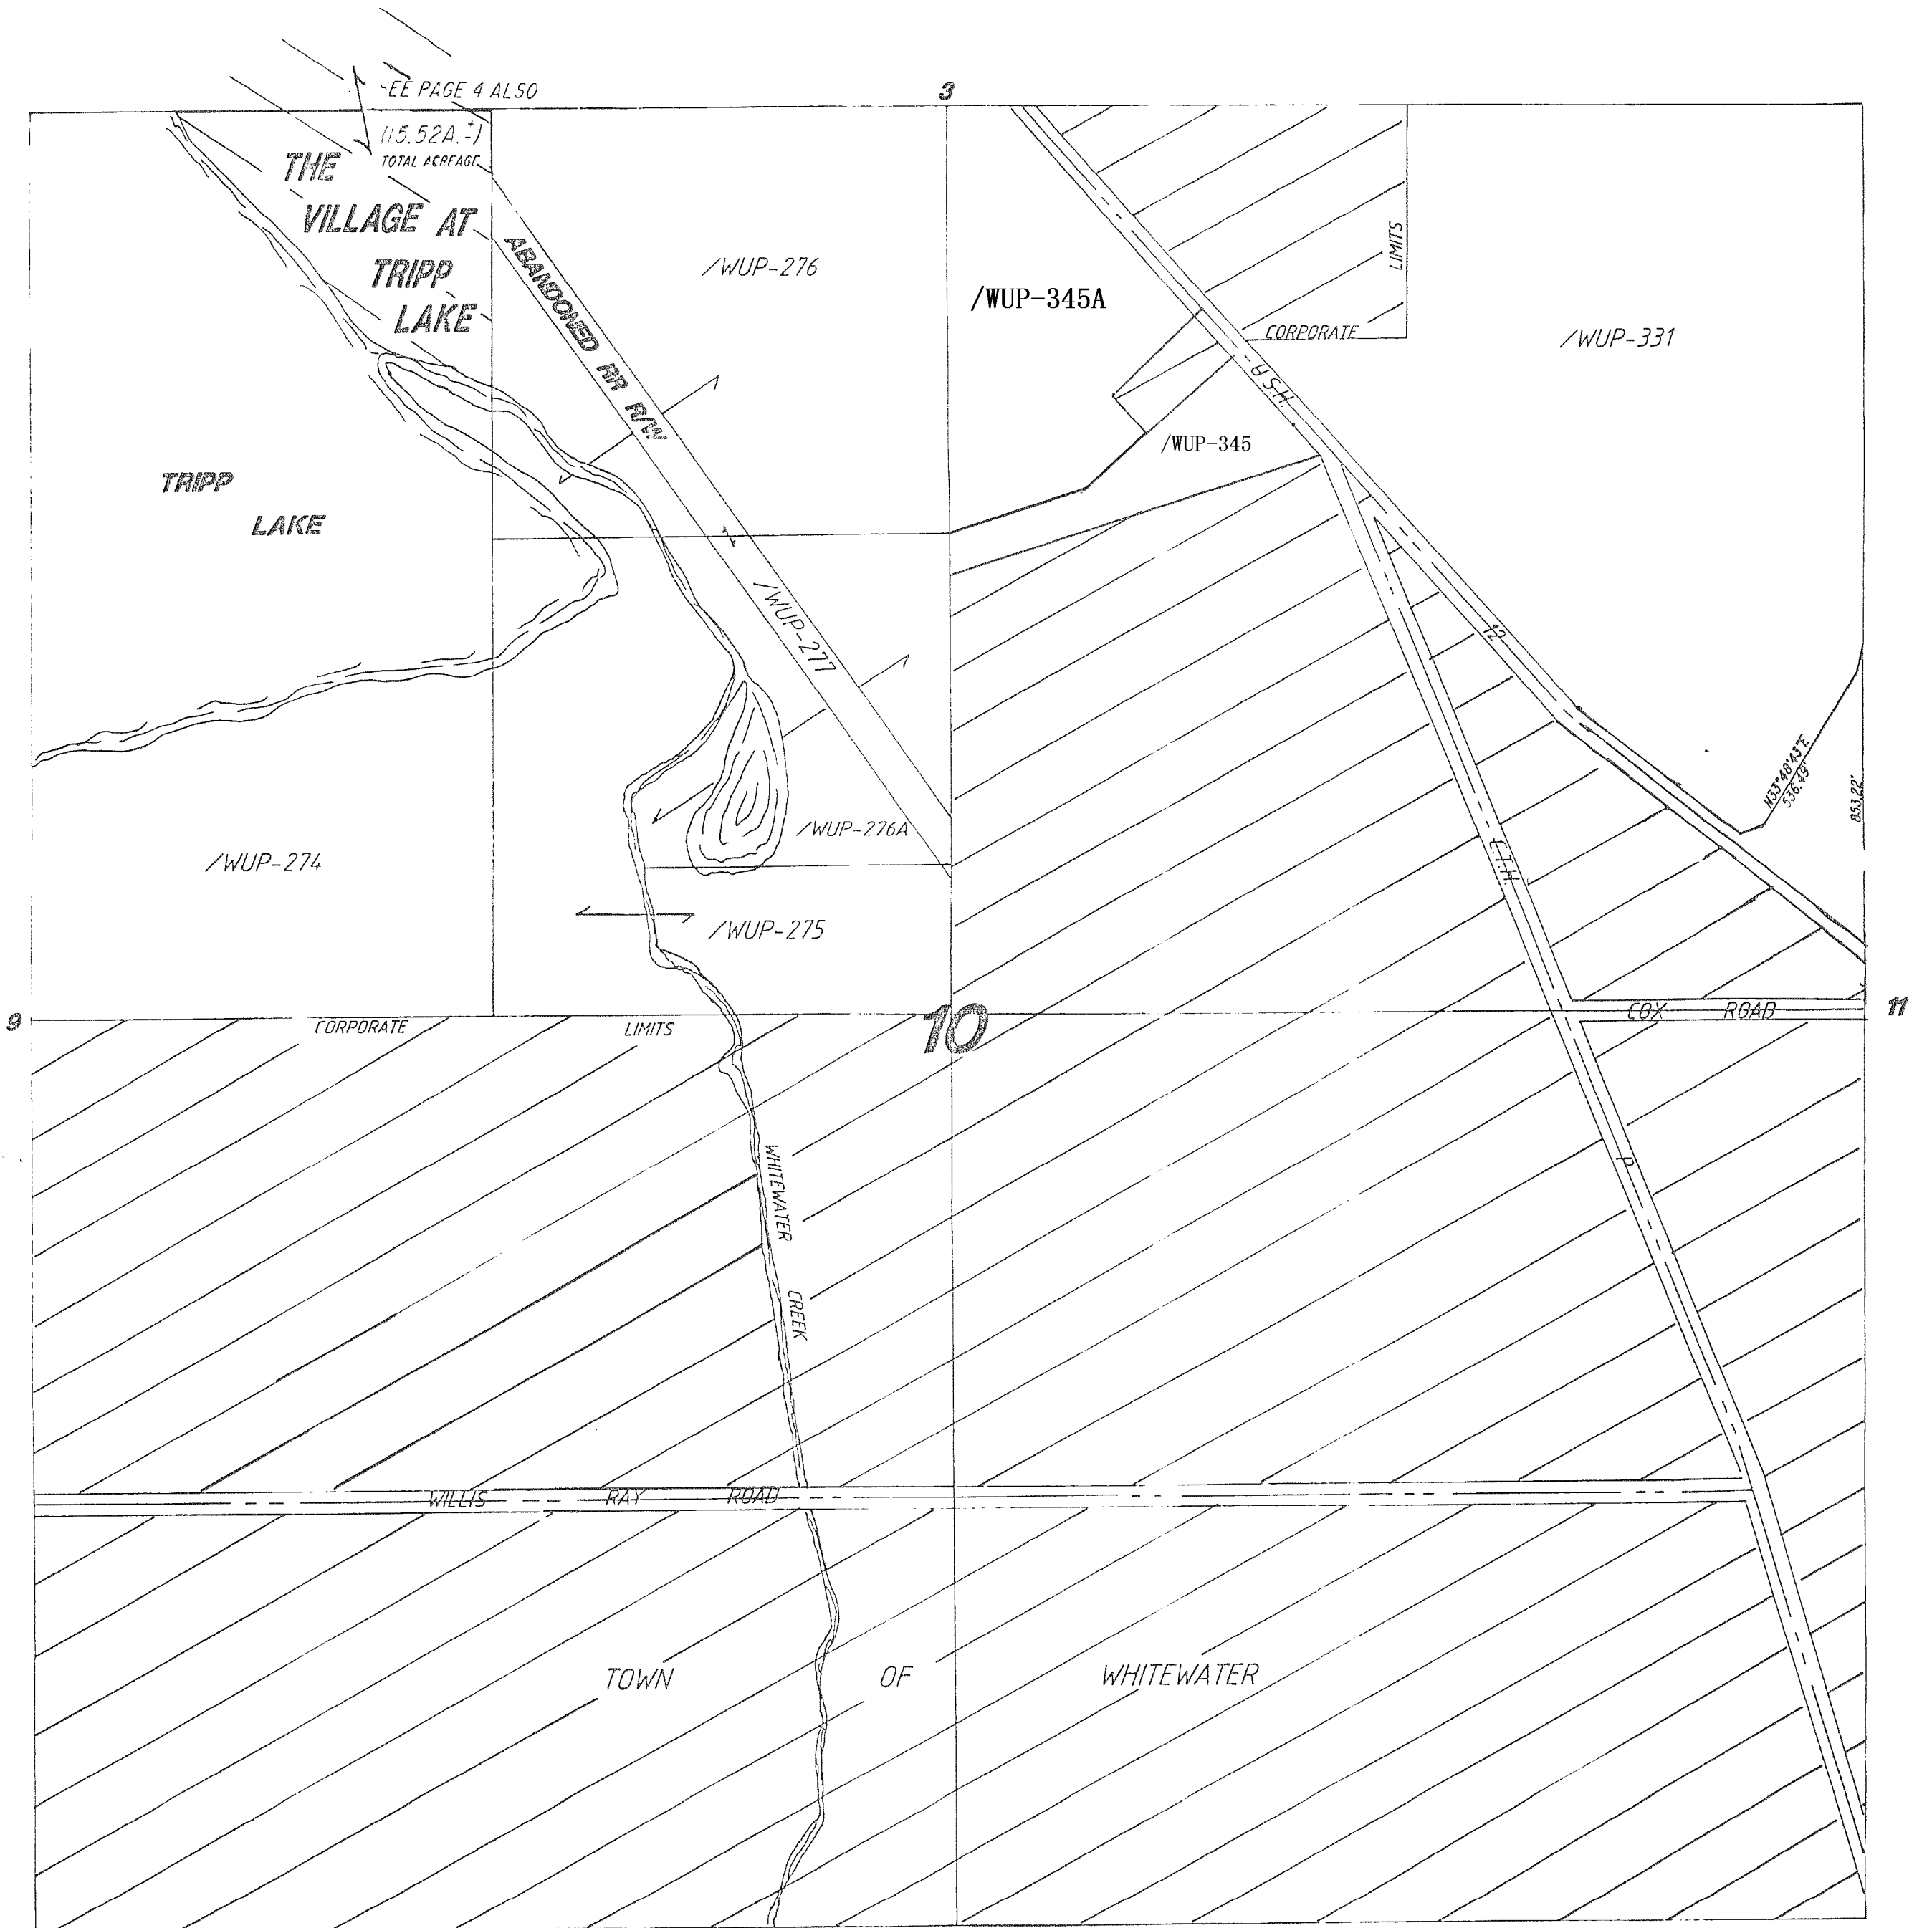 SEE PAGE 4 ALSO
3
(15.52A.±)
TOTAL ACREAGE
THE
VILLAGE AT
TRIPP
LAKE
ABANDONED RR R/W
/WUP-276
/WUP-345A
LIMITS
CORPORATE
/WUP-331
U.S.H.
/WUP-345
TRIPP
LAKE
/WUP-277
12
N33°48'43"E
536.49'
853.22'
/WUP-276A
/WUP-274
C.T.H.
/WUP-275
9
CORPORATE
LIMITS
10
COX ROAD
11
WHITEWATER
P
CREEK
WILLIS RAY ROAD
TOWN OF WHITEWATER